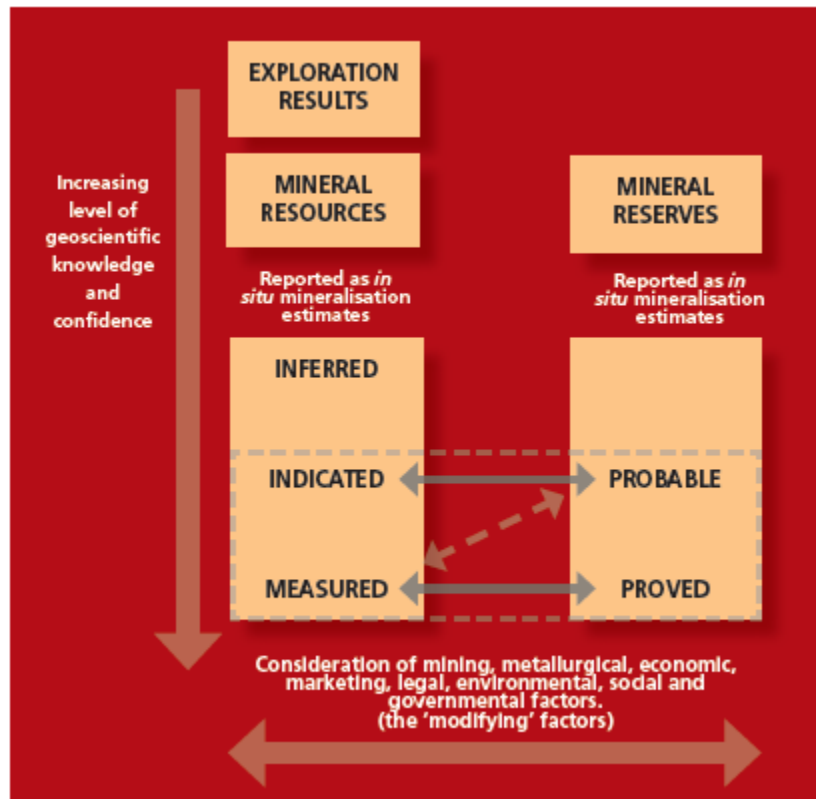 EXPLORATION
RESULTS
MINERAL
RESOURCES
MINERAL
RESERVES
Increasing
level of
geoscientific
knowledge
and
confidence
Reported as in
situ mineralisation
estimates
Reported as in
situ mineralisation
estimates
INFERRED
INDICATED
PROBABLE
MEASURED
PROVED
Consideration of mining, metallurgical, economic,
marketing, legal, environmental, social and
governmental factors.
(the ‘modifying’ factors)